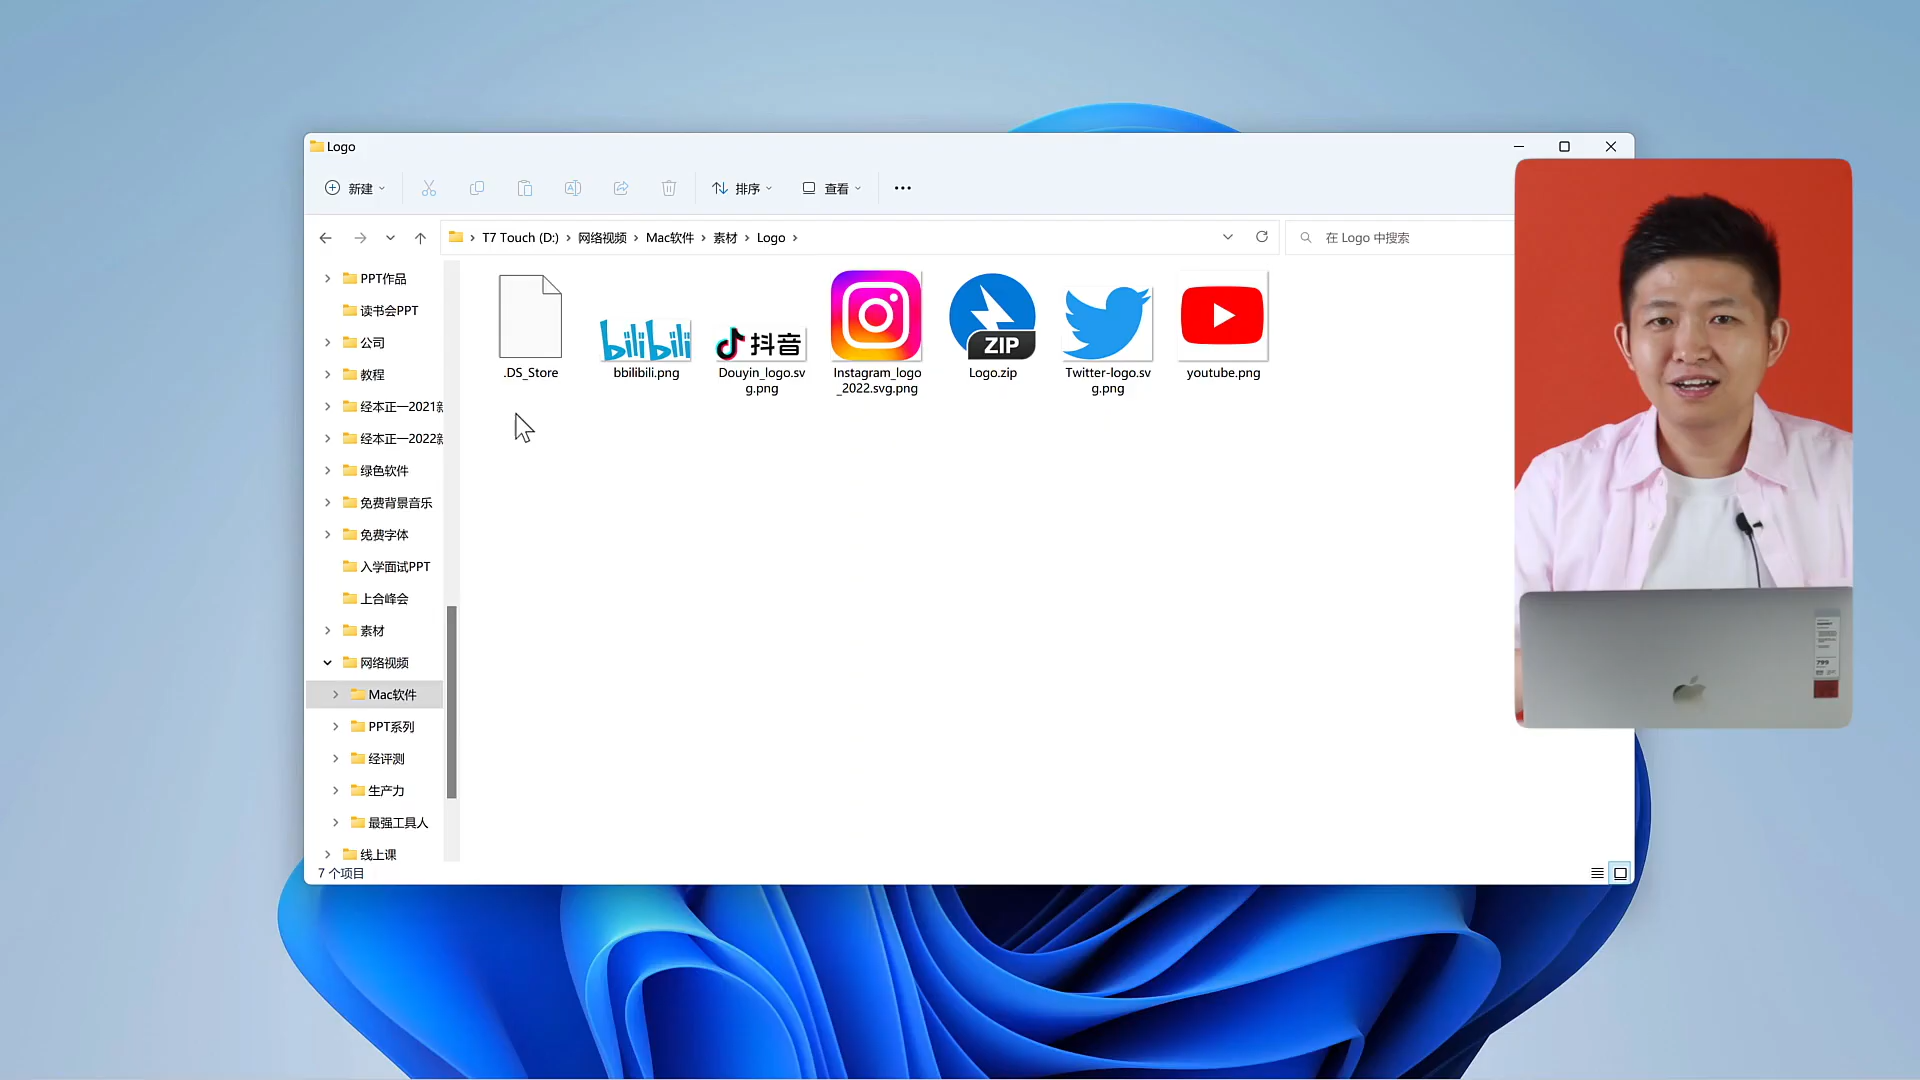 Logo
新建
排序
查看
T7 Touch (D:) > 网络视频 > Mac软件 > 素材 > Logo >
在 Logo 中搜索
PPT作品
读书会PPT
公司
教程
经本正一2021新
经本正一2022新
绿色软件
免费背景音乐
免费字体
入学面试PPT
上合峰会
素材
网络视频
Mac软件
PPT系列
经评测
生产力
最强工具人
线上课
bilibili
抖音
ZIP
.DS_Store
bbilibili.png
Douyin_logo.sv
g.png
Instagram_logo
_2022.svg.png
Logo.zip
Twitter-logo.sv
g.png
youtube.png
799
7 个项目